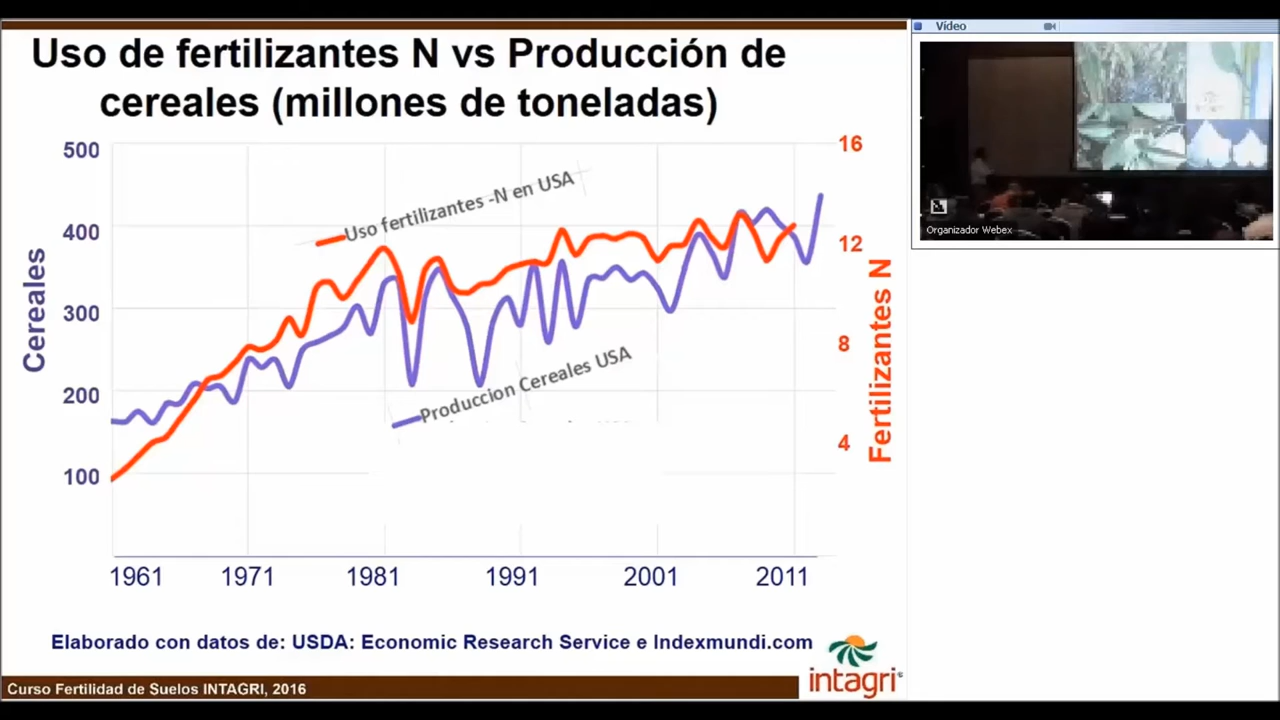 Uso de fertilizantes N vs Producción de
cereales (millones de toneladas)
500
400
300
200
100
Cereales
16
12
8
4
Fertilizantes N
Uso fertilizantes -N en USA
Produccion Cereales USA
1961
1971
1981
1991
2001
2011
Elaborado con datos de: USDA: Economic Research Service e Indexmundi.com
intagri
Curso Fertilidad de Suelos INTAGRI, 2016
Vídeo
Organizador Webex